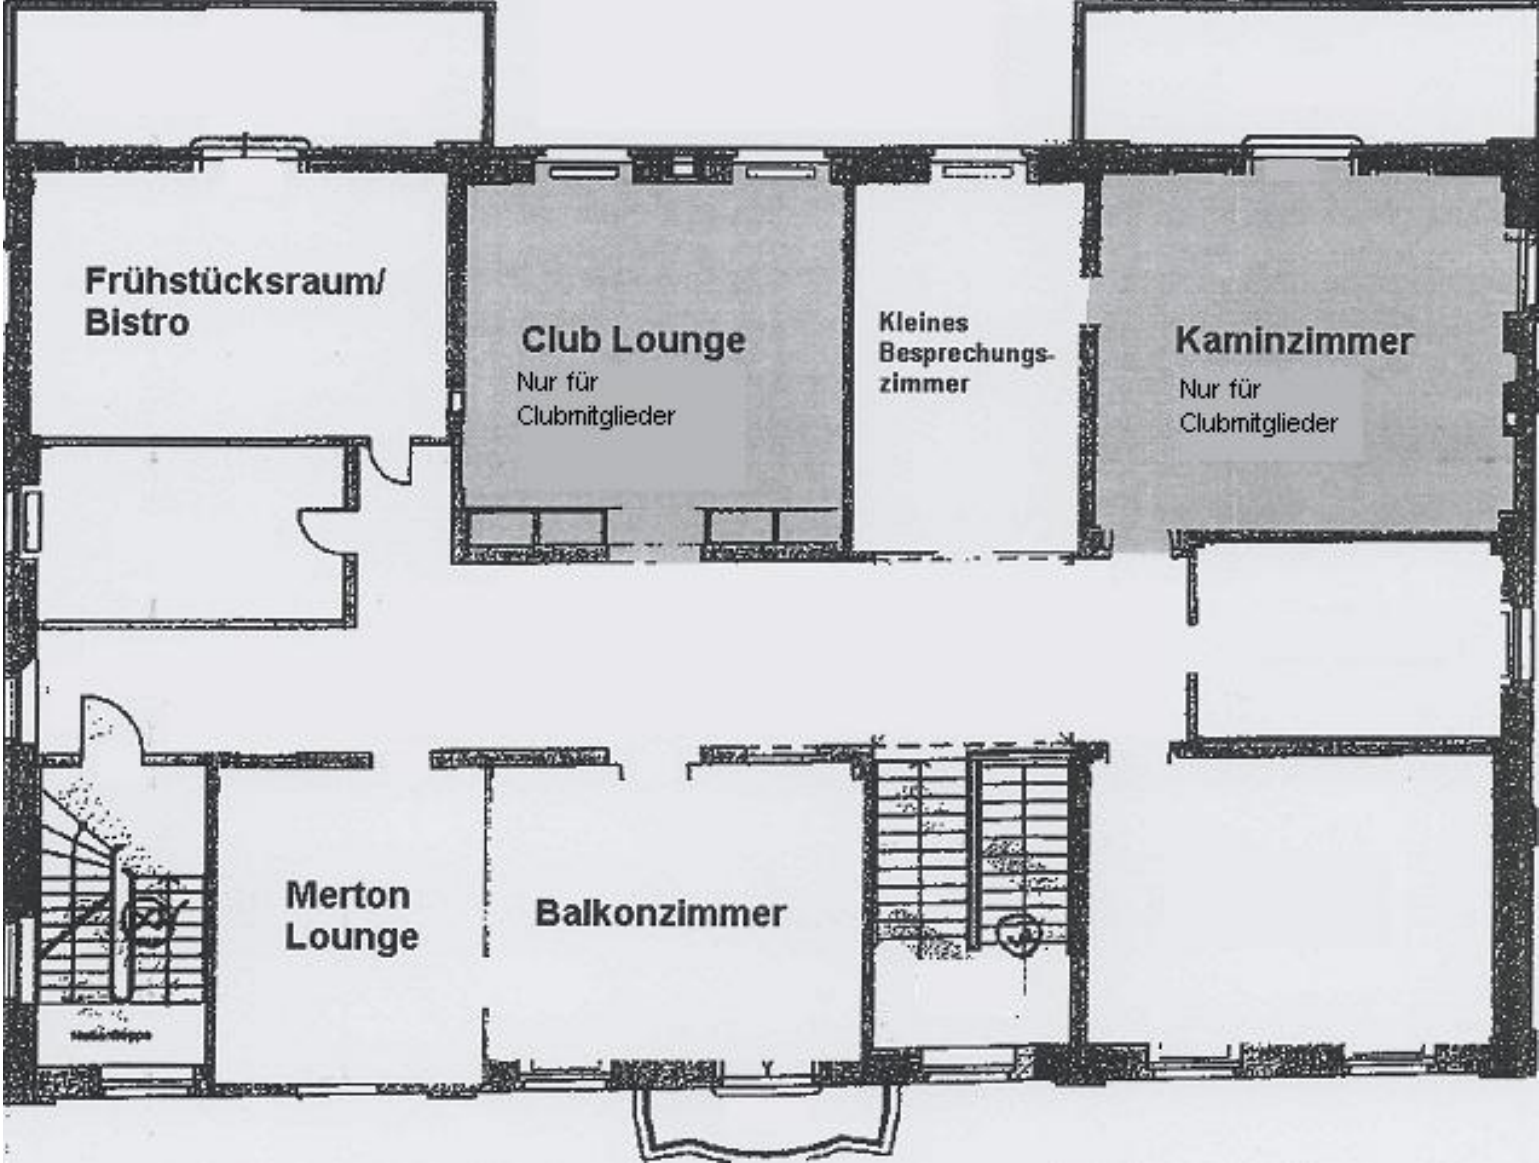 Frühstücksraum/
Bistro
Club Lounge
Nur für
Clubmitglieder
Kleines
Besprechungs-
zimmer
Kaminzimmer
Nur für
Clubmitglieder
Merton
Lounge
Balkonzimmer